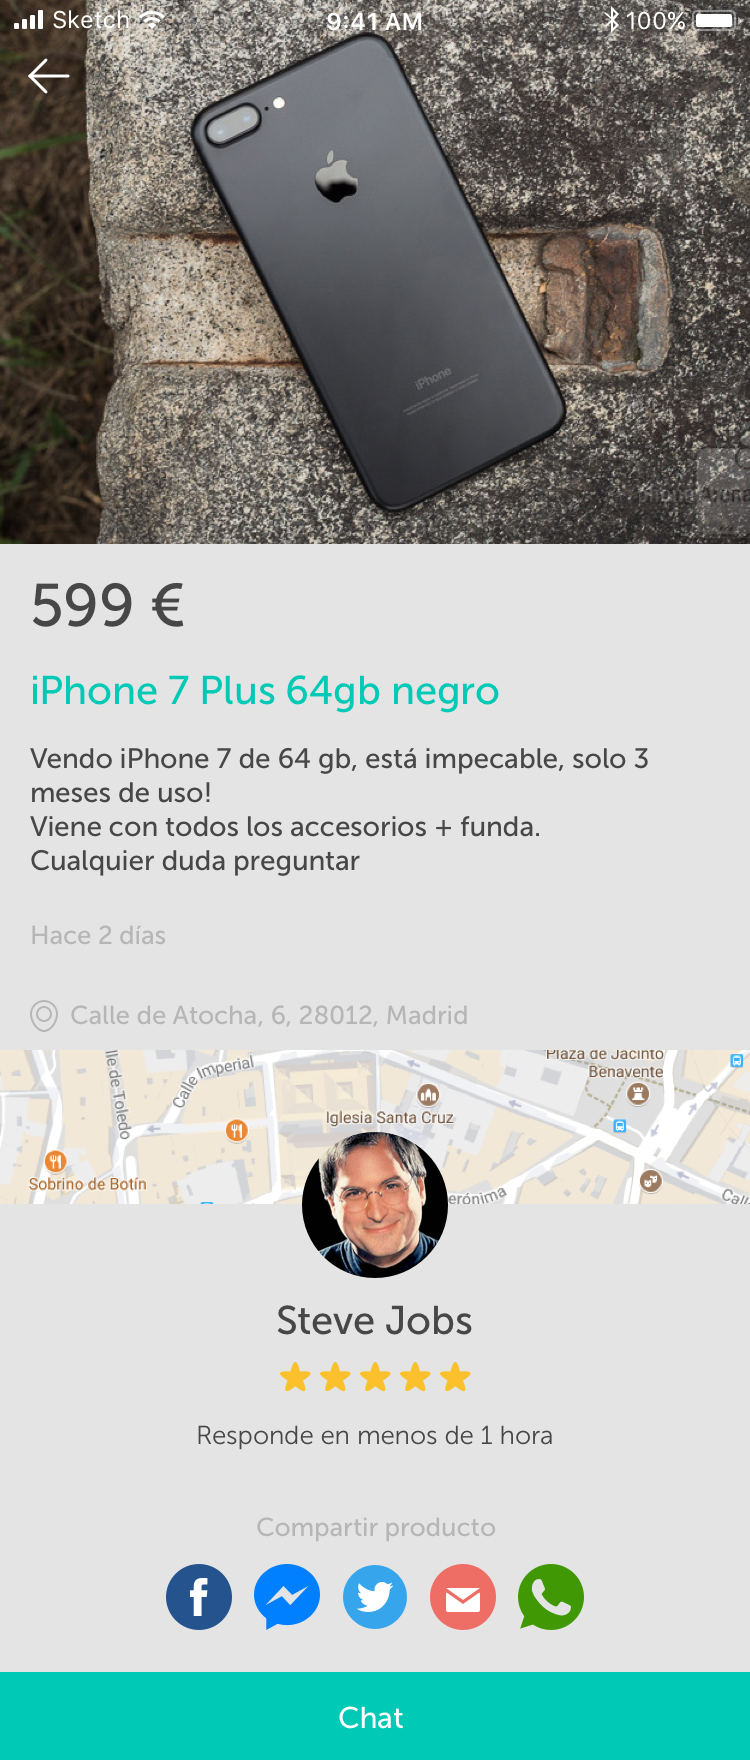 Sketch 9:41 AM 100%
iPhone
599 €
iPhone 7 Plus 64gb negro
Vendo iPhone 7 de 64 gb, está impecable, solo 3
meses de uso!
Viene con todos los accesorios + funda.
Cualquier duda preguntar
Hace 2 días
Calle de Atocha, 6, 28012, Madrid
lle de Toledo
Calle Imperial
Plaza de Jacinto
Benavente
Iglesia Santa Cruz
Sobrino de Botín
erónima
Call
Steve Jobs
Responde en menos de 1 hora
Compartir producto
Chat